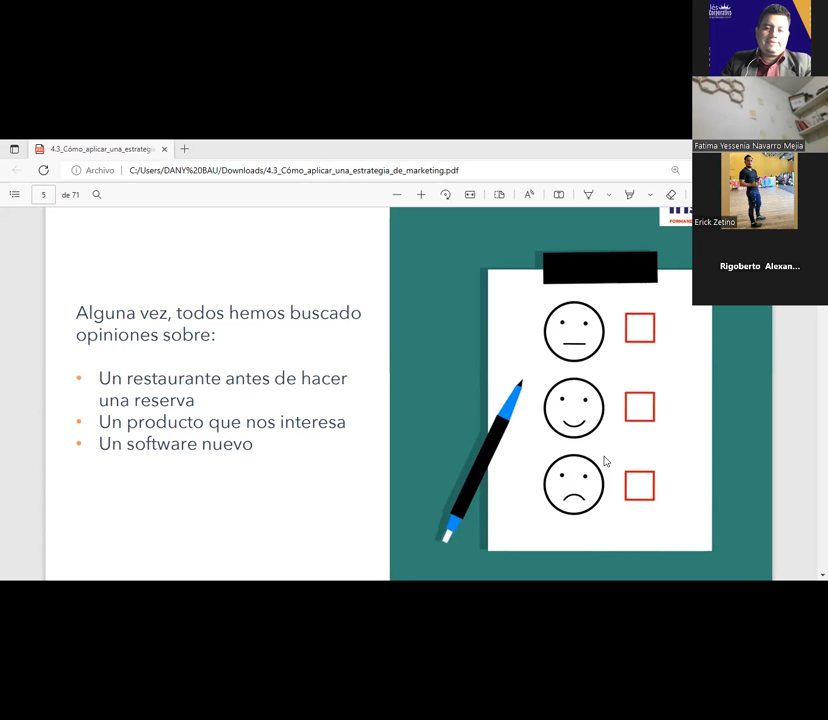 Corporativo
Fatima Yessenia Navarro Mejia
Erick Zetino
Rigoberto Alexan...
4.3_Cómo_aplicar_una_estrategi
Archivo
C:/Users/DANY%20BAU/Downloads/4.3_Cómo_aplicar_una_estrategia_de_marketing.pdf
5 de 71
Alguna vez, todos hemos buscado
opiniones sobre:
• Un restaurante antes de hacer
una reserva
• Un producto que nos interesa
• Un software nuevo